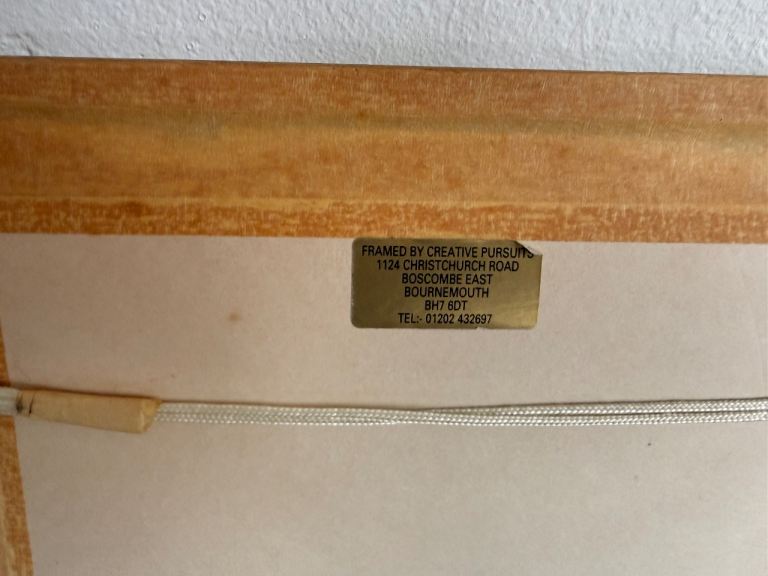 FRAMED BY CREATIVE PURSUITS
1124 CHRISTCHURCH ROAD
BOSCOMBE EAST
BOURNEMOUTH
BH7 6DT
TEL:- 01202 432697